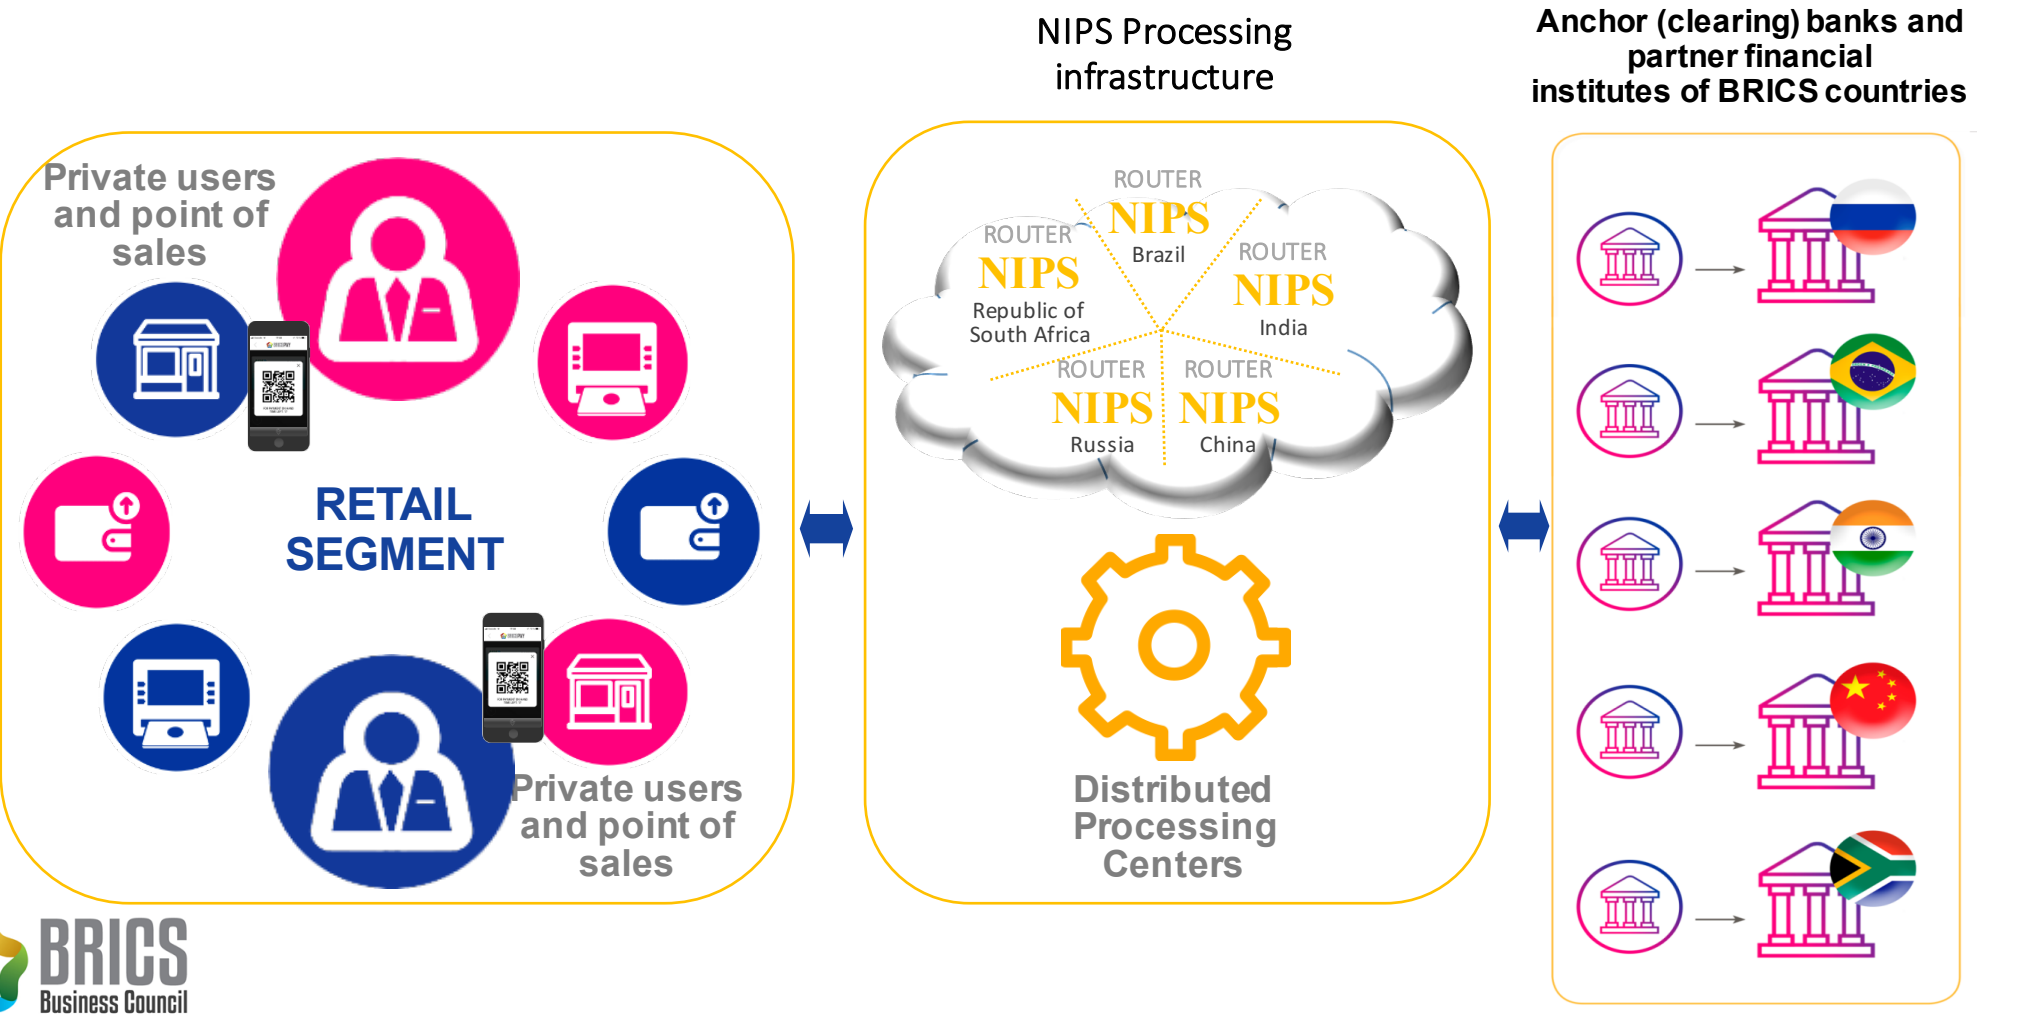 NIPS Processing
infrastructure
Anchor (clearing) banks and
partner financial
institutes of BRICS countries
Private users
and point of
sales
RETAIL
SEGMENT
Private users
and point of
sales
ROUTER
NIPS
Brazil
ROUTER
NIPS
Republic of
South Africa
ROUTER
NIPS
India
ROUTER
NIPS
Russia
ROUTER
NIPS
China
Distributed
Processing
Centers
BRICS
Business Council